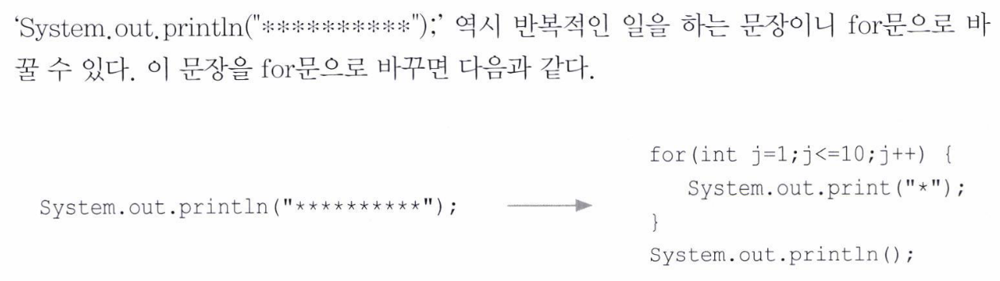 ‘System.out.println("**********");’ 역시 반복적인 일을 하는 문장이니 for문으로 바
꿀 수 있다. 이 문장을 for문으로 바꾸면 다음과 같다.
System.out.println("**********");
for(int j=1;j<=10;j++) {
   System.out.print("*");
}
System.out.println();